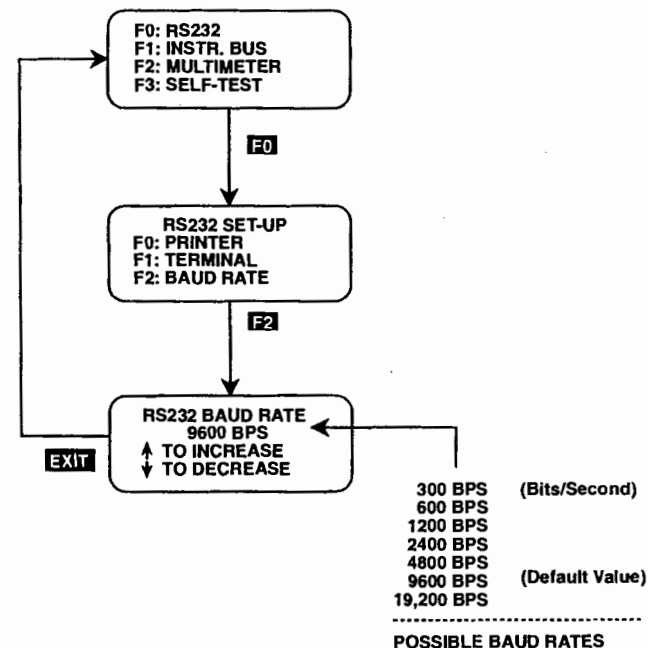 F0: RS232
F1: INSTR. BUS
F2: MULTIMETER
F3: SELF-TEST
F0
RS232 SET-UP
F0: PRINTER
F1: TERMINAL
F2: BAUD RATE
F2
RS232 BAUD RATE
9600 BPS
↑ TO INCREASE
↓ TO DECREASE
EXIT
300 BPS (Bits/Second)
600 BPS
1200 BPS
2400 BPS
4800 BPS
9600 BPS (Default Value)
19,200 BPS
POSSIBLE BAUD RATES